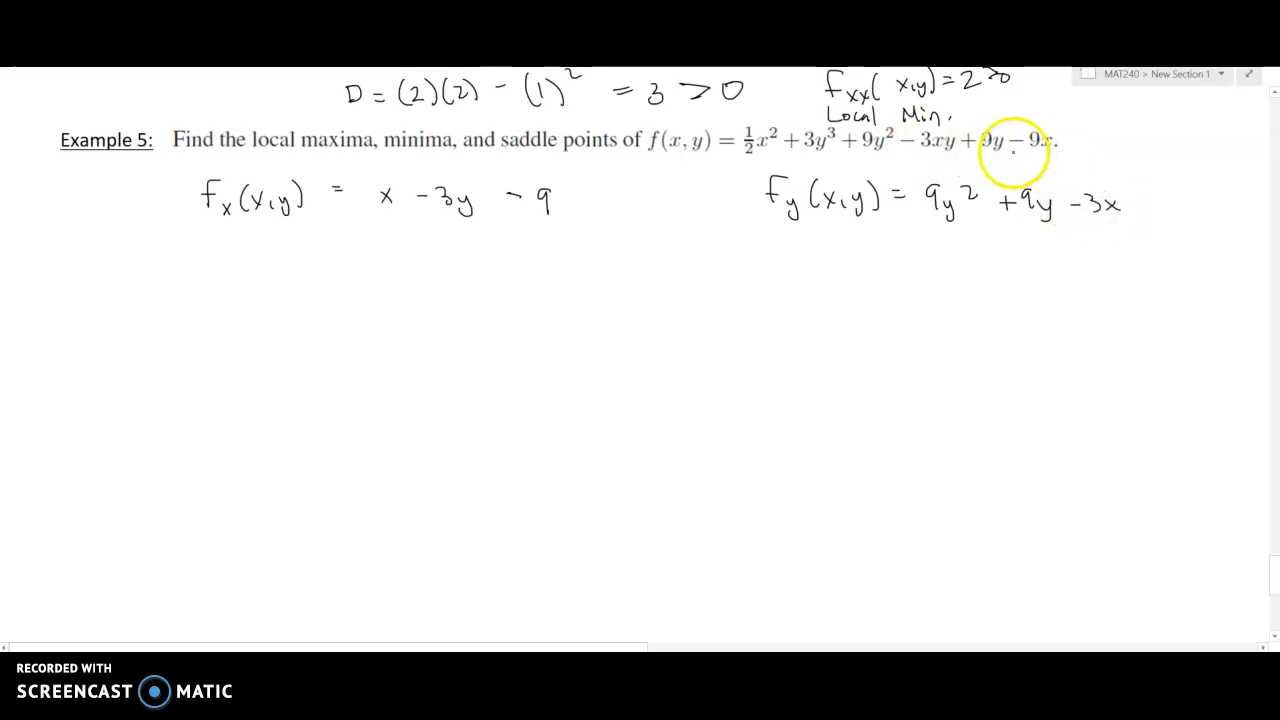 MAT240 > New Section 1
D = (2)(2) - (1)² = 3 > 0
fxx(x,y) = 2 > 0
Local Min.
Example 5: Find the local maxima, minima, and saddle points of f(x, y) = ½x² + 3y³ + 9y² − 3xy + 9y − 9x.
fx(x,y) = x - 3y - 9
fy(x,y) = 9y² + 9y - 3x
RECORDED WITH
SCREENCAST MATIC